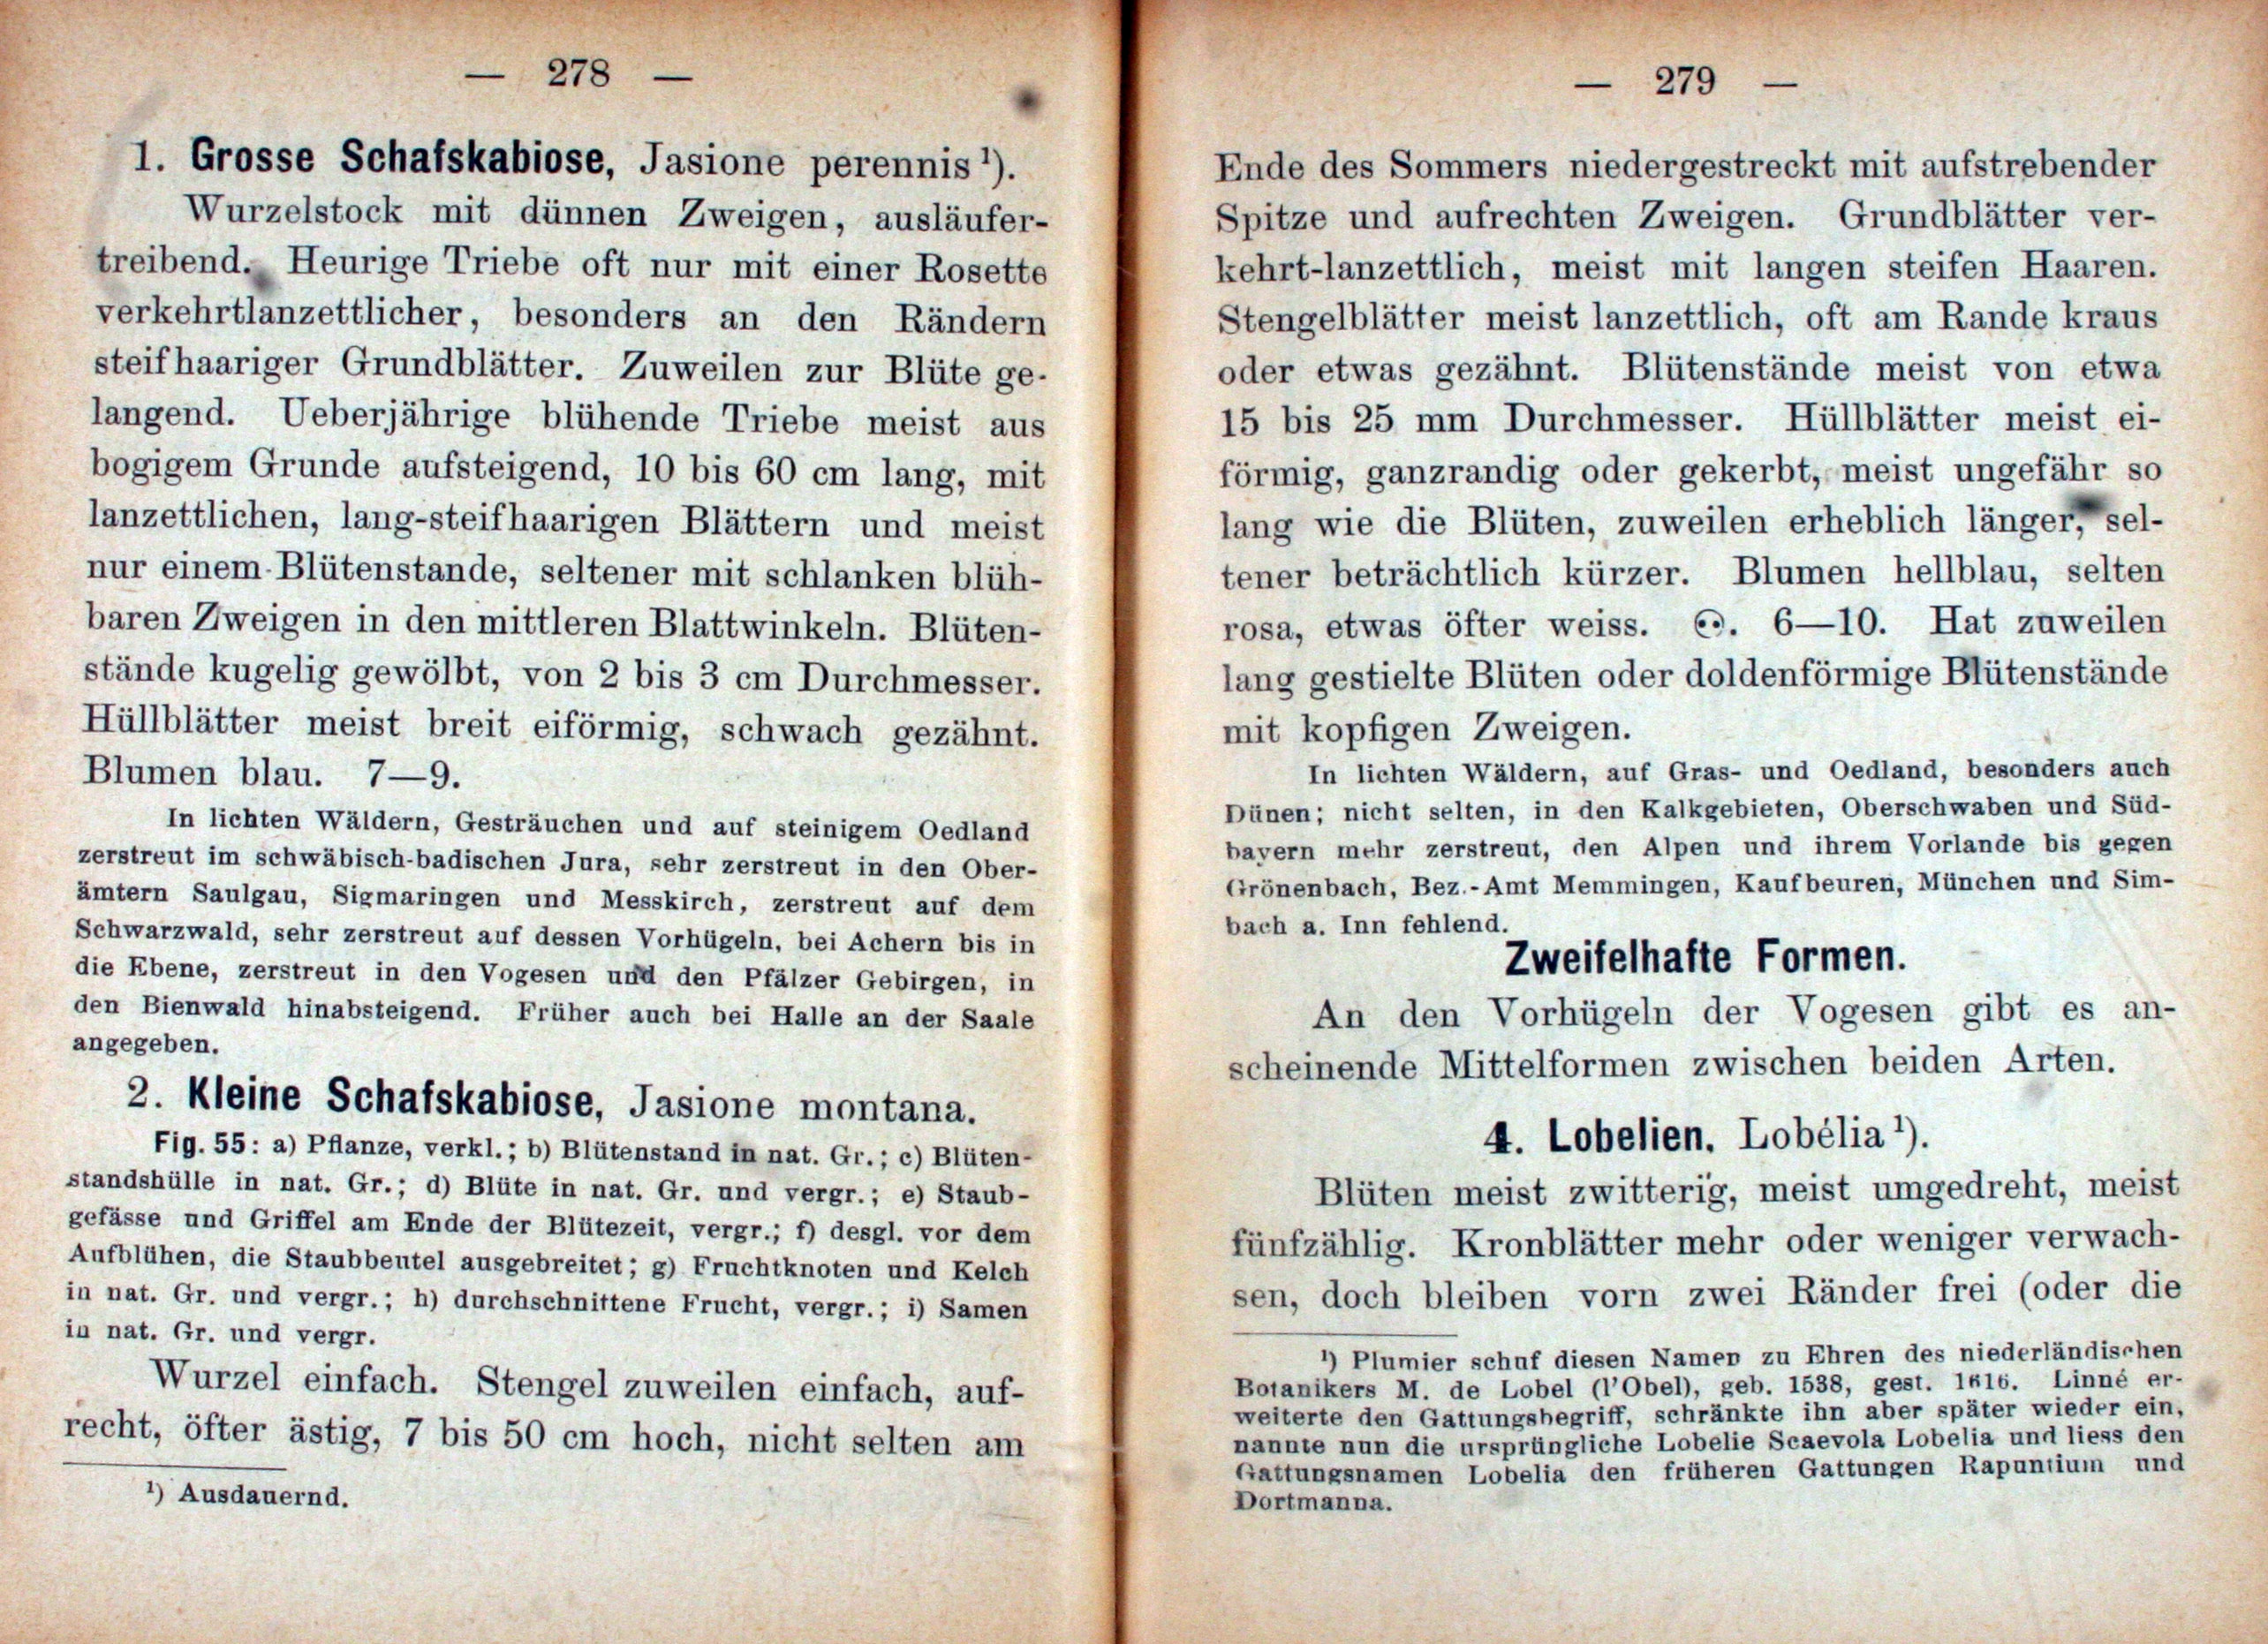 — 278 —
1. Grosse Schafskabiose, Jasione perennis ¹).
Wurzelstock mit dünnen Zweigen, ausläufer-
treibend. Heurige Triebe oft nur mit einer Rosette
verkehrtlanzettlicher, besonders an den Rändern
steifhaariger Grundblätter. Zuweilen zur Blüte ge-
langend. Ueberjährige blühende Triebe meist aus
bogigem Grunde aufsteigend, 10 bis 60 cm lang, mit
lanzettlichen, lang-steifhaarigen Blättern und meist
nur einem Blütenstande, seltener mit schlanken blüh-
baren Zweigen in den mittleren Blattwinkeln. Blüten-
stände kugelig gewölbt, von 2 bis 3 cm Durchmesser.
Hüllblätter meist breit eiförmig, schwach gezähnt.
Blumen blau. 7—9.
In lichten Wäldern, Gesträuchen und auf steinigem Oedland
zerstreut im schwäbisch-badischen Jura, sehr zerstreut in den Ober-
ämtern Saulgau, Sigmaringen und Messkirch, zerstreut auf dem
Schwarzwald, sehr zerstreut auf dessen Vorhügeln, bei Achern bis in
die Ebene, zerstreut in den Vogesen und den Pfälzer Gebirgen, in
den Bienwald hinabsteigend. Früher auch bei Halle an der Saale
angegeben.
2. Kleine Schafskabiose, Jasione montana.
Fig. 55: a) Pflanze, verkl.; b) Blütenstand in nat. Gr.; c) Blüten-
standshülle in nat. Gr.; d) Blüte in nat. Gr. und vergr.; e) Staub-
gefässe und Griffel am Ende der Blütezeit, vergr.; f) desgl. vor dem
Aufblühen, die Staubbeutel ausgebreitet; g) Fruchtknoten und Kelch
in nat. Gr. und vergr.; h) durchschnittene Frucht, vergr.; i) Samen
in nat. Gr. und vergr.
Wurzel einfach. Stengel zuweilen einfach, auf-
recht, öfter ästig, 7 bis 50 cm hoch, nicht selten am
¹) Ausdauernd.
— 279 —
Ende des Sommers niedergestreckt mit aufstrebender
Spitze und aufrechten Zweigen. Grundblätter ver-
kehrt-lanzettlich, meist mit langen steifen Haaren.
Stengelblätter meist lanzettlich, oft am Rande kraus
oder etwas gezähnt. Blütenstände meist von etwa
15 bis 25 mm Durchmesser. Hüllblätter meist ei-
förmig, ganzrandig oder gekerbt, meist ungefähr so
lang wie die Blüten, zuweilen erheblich länger, sel-
tener beträchtlich kürzer. Blumen hellblau, selten
rosa, etwas öfter weiss. 6—10. Hat zuweilen
lang gestielte Blüten oder doldenförmige Blütenstände
mit kopfigen Zweigen.
In lichten Wäldern, auf Gras- und Oedland, besonders auch
Dünen; nicht selten, in den Kalkgebieten, Oberschwaben und Süd-
bayern mehr zerstreut, den Alpen und ihrem Vorlande bis gegen
Grönenbach, Bez.-Amt Memmingen, Kaufbeuren, München und Sim-
bach a. Inn fehlend.
Zweifelhafte Formen.
An den Vorhügeln der Vogesen gibt es an-
scheinende Mittelformen zwischen beiden Arten.
4. Lobelien. Lobélia ¹).
Blüten meist zwitterig, meist umgedreht, meist
fünfzählig. Kronblätter mehr oder weniger verwach-
sen, doch bleiben vorn zwei Ränder frei (oder die
¹) Plumier schuf diesen Namen zu Ehren des niederländischen
Botanikers M. de Lobel (l'Obel), geb. 1538, gest. 1616. Linné er-
weiterte den Gattungsbegriff, schränkte ihn aber später wieder ein,
nannte nun die ursprüngliche Lobelie Scaevola Lobelia und liess den
Gattungsnamen Lobelia den früheren Gattungen Rapuntium und
Dortmanna.